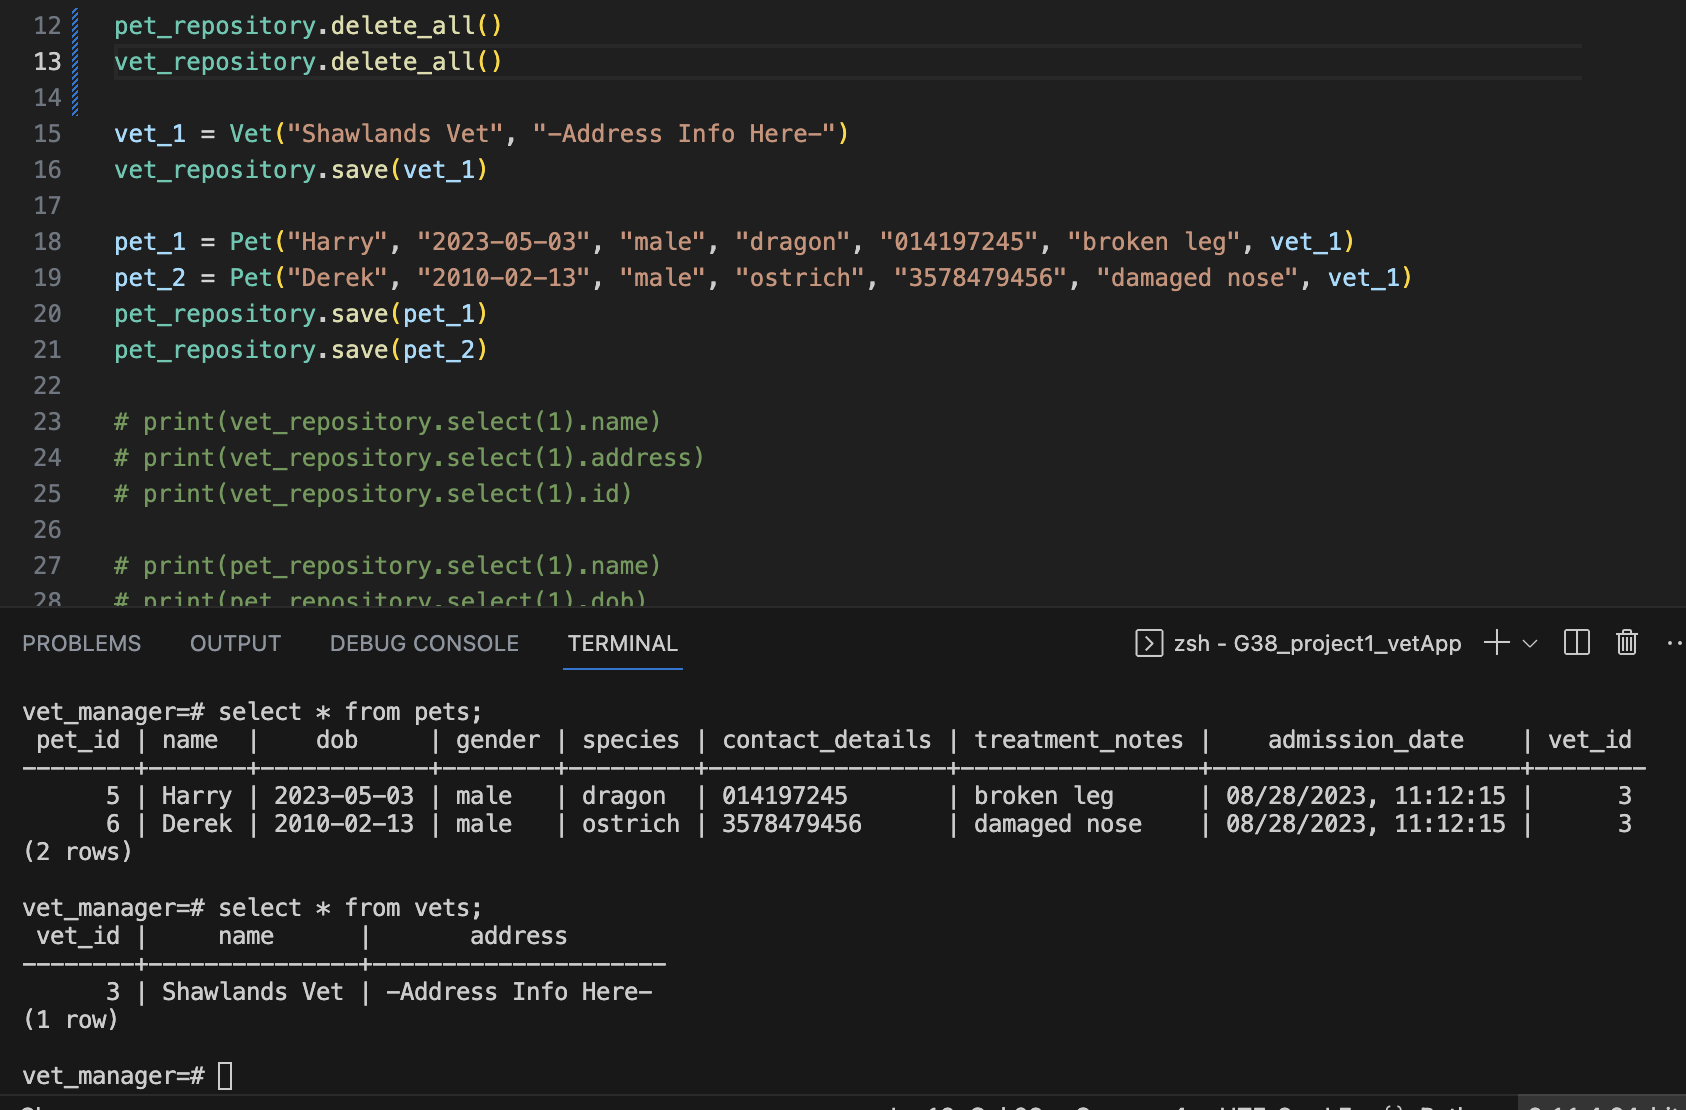 12 pet_repository.delete_all()
13 vet_repository.delete_all()
14
15 vet_1 = Vet("Shawlands Vet", "-Address Info Here-")
16 vet_repository.save(vet_1)
17
18 pet_1 = Pet("Harry", "2023-05-03", "male", "dragon", "014197245", "broken leg", vet_1)
19 pet_2 = Pet("Derek", "2010-02-13", "male", "ostrich", "3578479456", "damaged nose", vet_1)
20 pet_repository.save(pet_1)
21 pet_repository.save(pet_2)
22
23 # print(vet_repository.select(1).name)
24 # print(vet_repository.select(1).address)
25 # print(vet_repository.select(1).id)
26
27 # print(pet_repository.select(1).name)
28 # print(pet_repository.select(1).dob)
PROBLEMS OUTPUT DEBUG CONSOLE TERMINAL zsh - G38_project1_vetApp
vet_manager=# select * from pets;
pet_id | name | dob | gender | species | contact_details | treatment_notes | admission_date | vet_id
--------+-------+------------+--------+---------+-----------------+-----------------+----------------------+--------
5 | Harry | 2023-05-03 | male | dragon | 014197245 | broken leg | 08/28/2023, 11:12:15 | 3
6 | Derek | 2010-02-13 | male | ostrich | 3578479456 | damaged nose | 08/28/2023, 11:12:15 | 3
(2 rows)
vet_manager=# select * from vets;
vet_id | name | address
--------+---------------+---------------------
3 | Shawlands Vet | -Address Info Here-
(1 row)
vet_manager=#